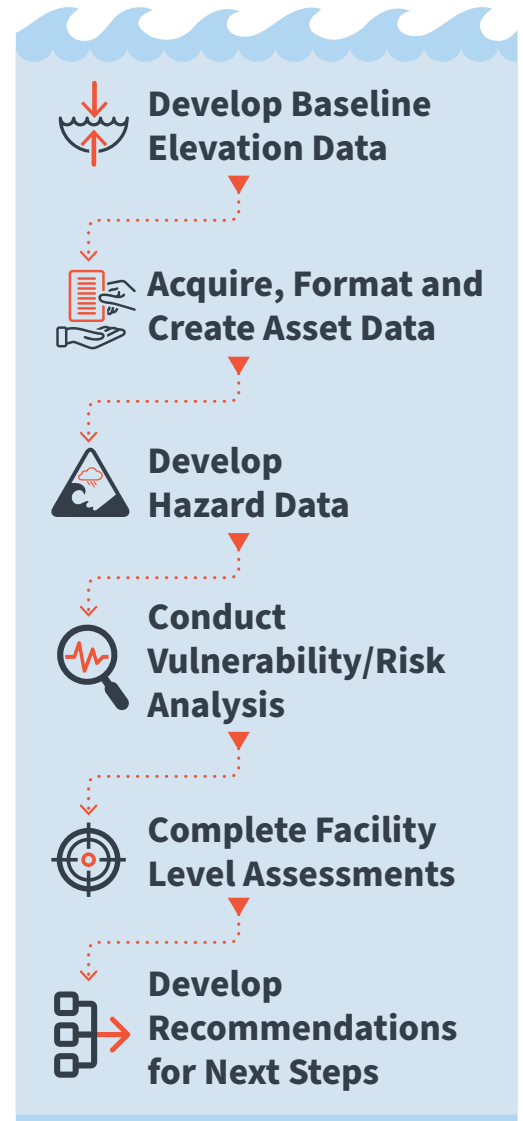 Develop Baseline
Elevation Data
Acquire, Format and
Create Asset Data
Develop
Hazard Data
Conduct
Vulnerability/Risk
Analysis
Complete Facility
Level Assessments
Develop
Recommendations
for Next Steps